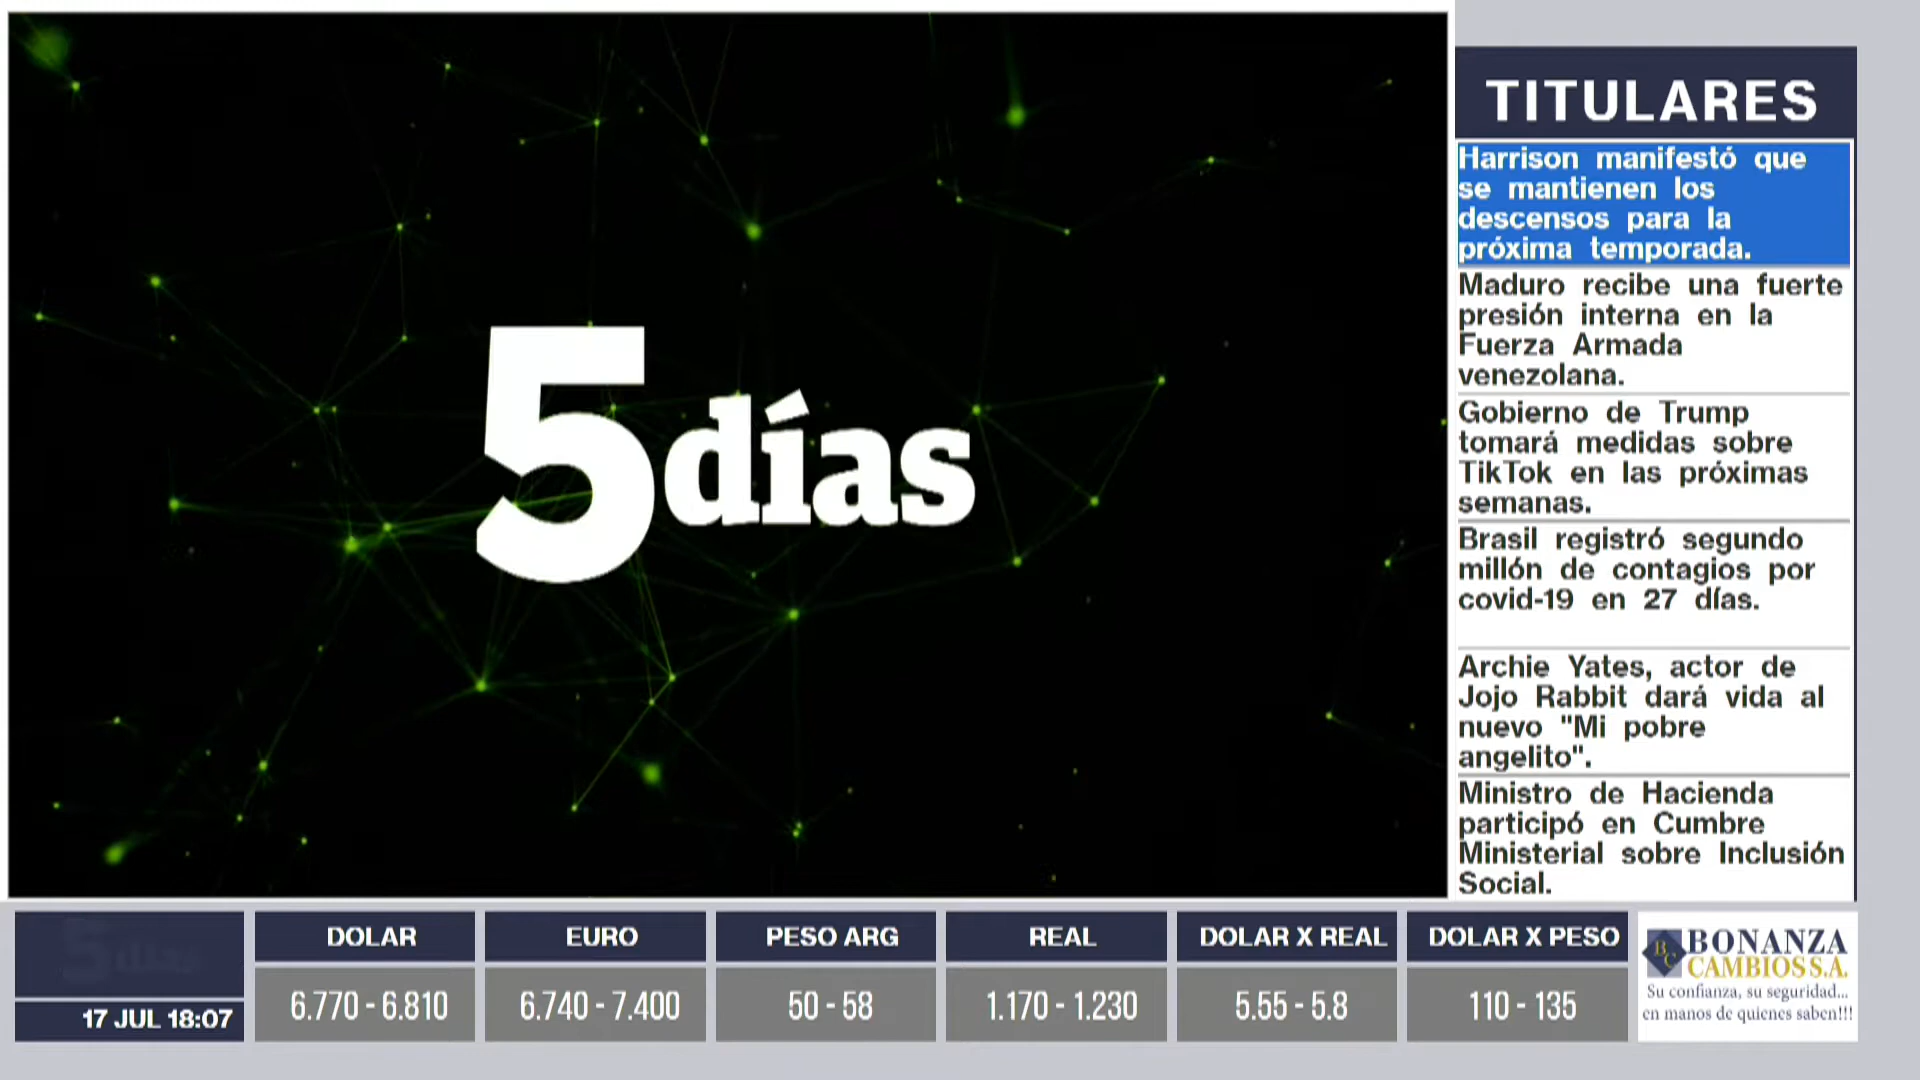 5días
TITULARES
Harrison manifestó que
se mantienen los
descensos para la
próxima temporada.
Maduro recibe una fuerte
presión interna en la
Fuerza Armada
venezolana.
Gobierno de Trump
tomará medidas sobre
TikTok en las próximas
semanas.
Brasil registró segundo
millón de contagios por
covid-19 en 27 días.
Archie Yates, actor de
Jojo Rabbit dará vida al
nuevo "Mi pobre
angelito".
Ministro de Hacienda
participó en Cumbre
Ministerial sobre Inclusión
Social.
5días
17 JUL 18:07
DOLAR
6.770 - 6.810
EURO
6.740 - 7.400
PESO ARG
50 - 58
REAL
1.170 - 1.230
DOLAR X REAL
5.55 - 5.8
DOLAR X PESO
110 - 135
BC
BONANZA
CAMBIOS S.A.
Su confianza, su seguridad...
en manos de quienes saben!!!